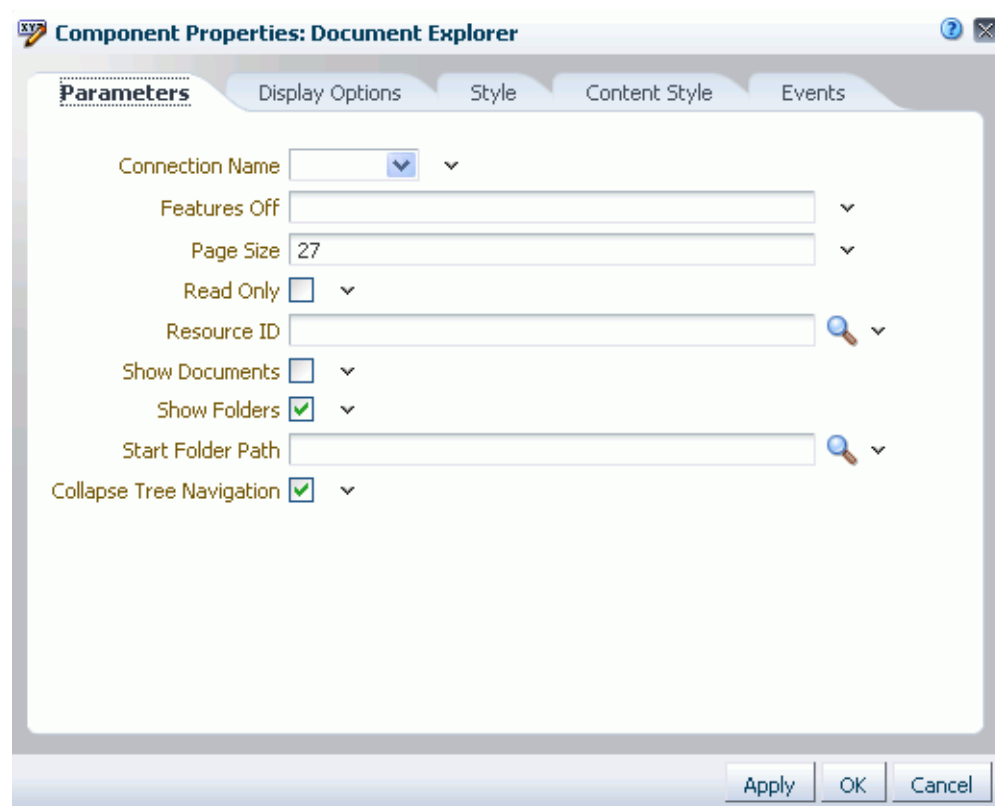 Component Properties: Document Explorer
Parameters Display Options Style Content Style Events
Connection Name
Features Off
Page Size 27
Read Only
Resource ID
Show Documents
Show Folders
Start Folder Path
Collapse Tree Navigation
Apply OK Cancel